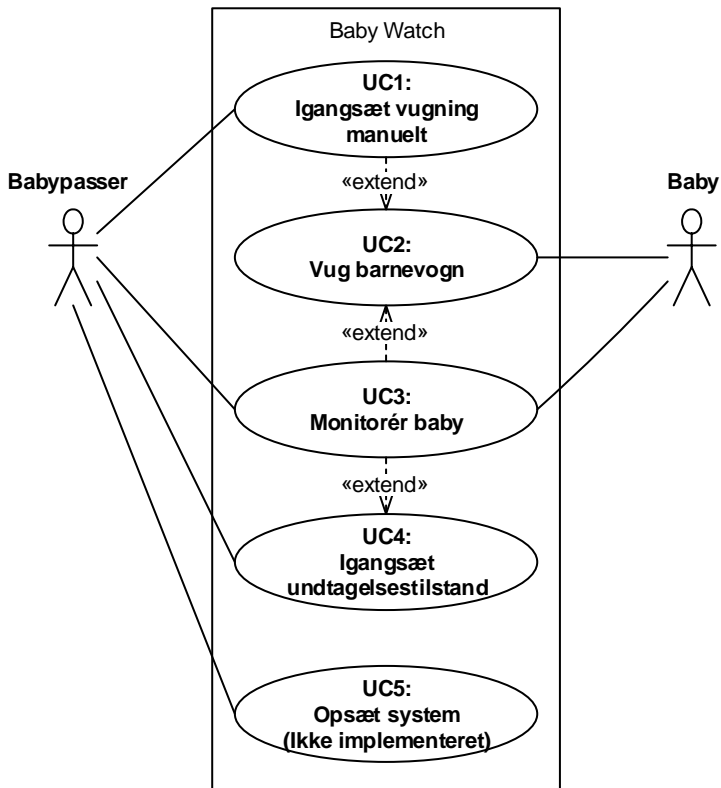 Baby Watch
UC1:
Igangsæt vugning
manuelt
Babypasser
«extend»
Baby
UC2:
Vug barnevogn
«extend»
UC3:
Monitorér baby
«extend»
UC4:
Igangsæt
undtagelsestilstand
UC5:
Opsæt system
(Ikke implementeret)